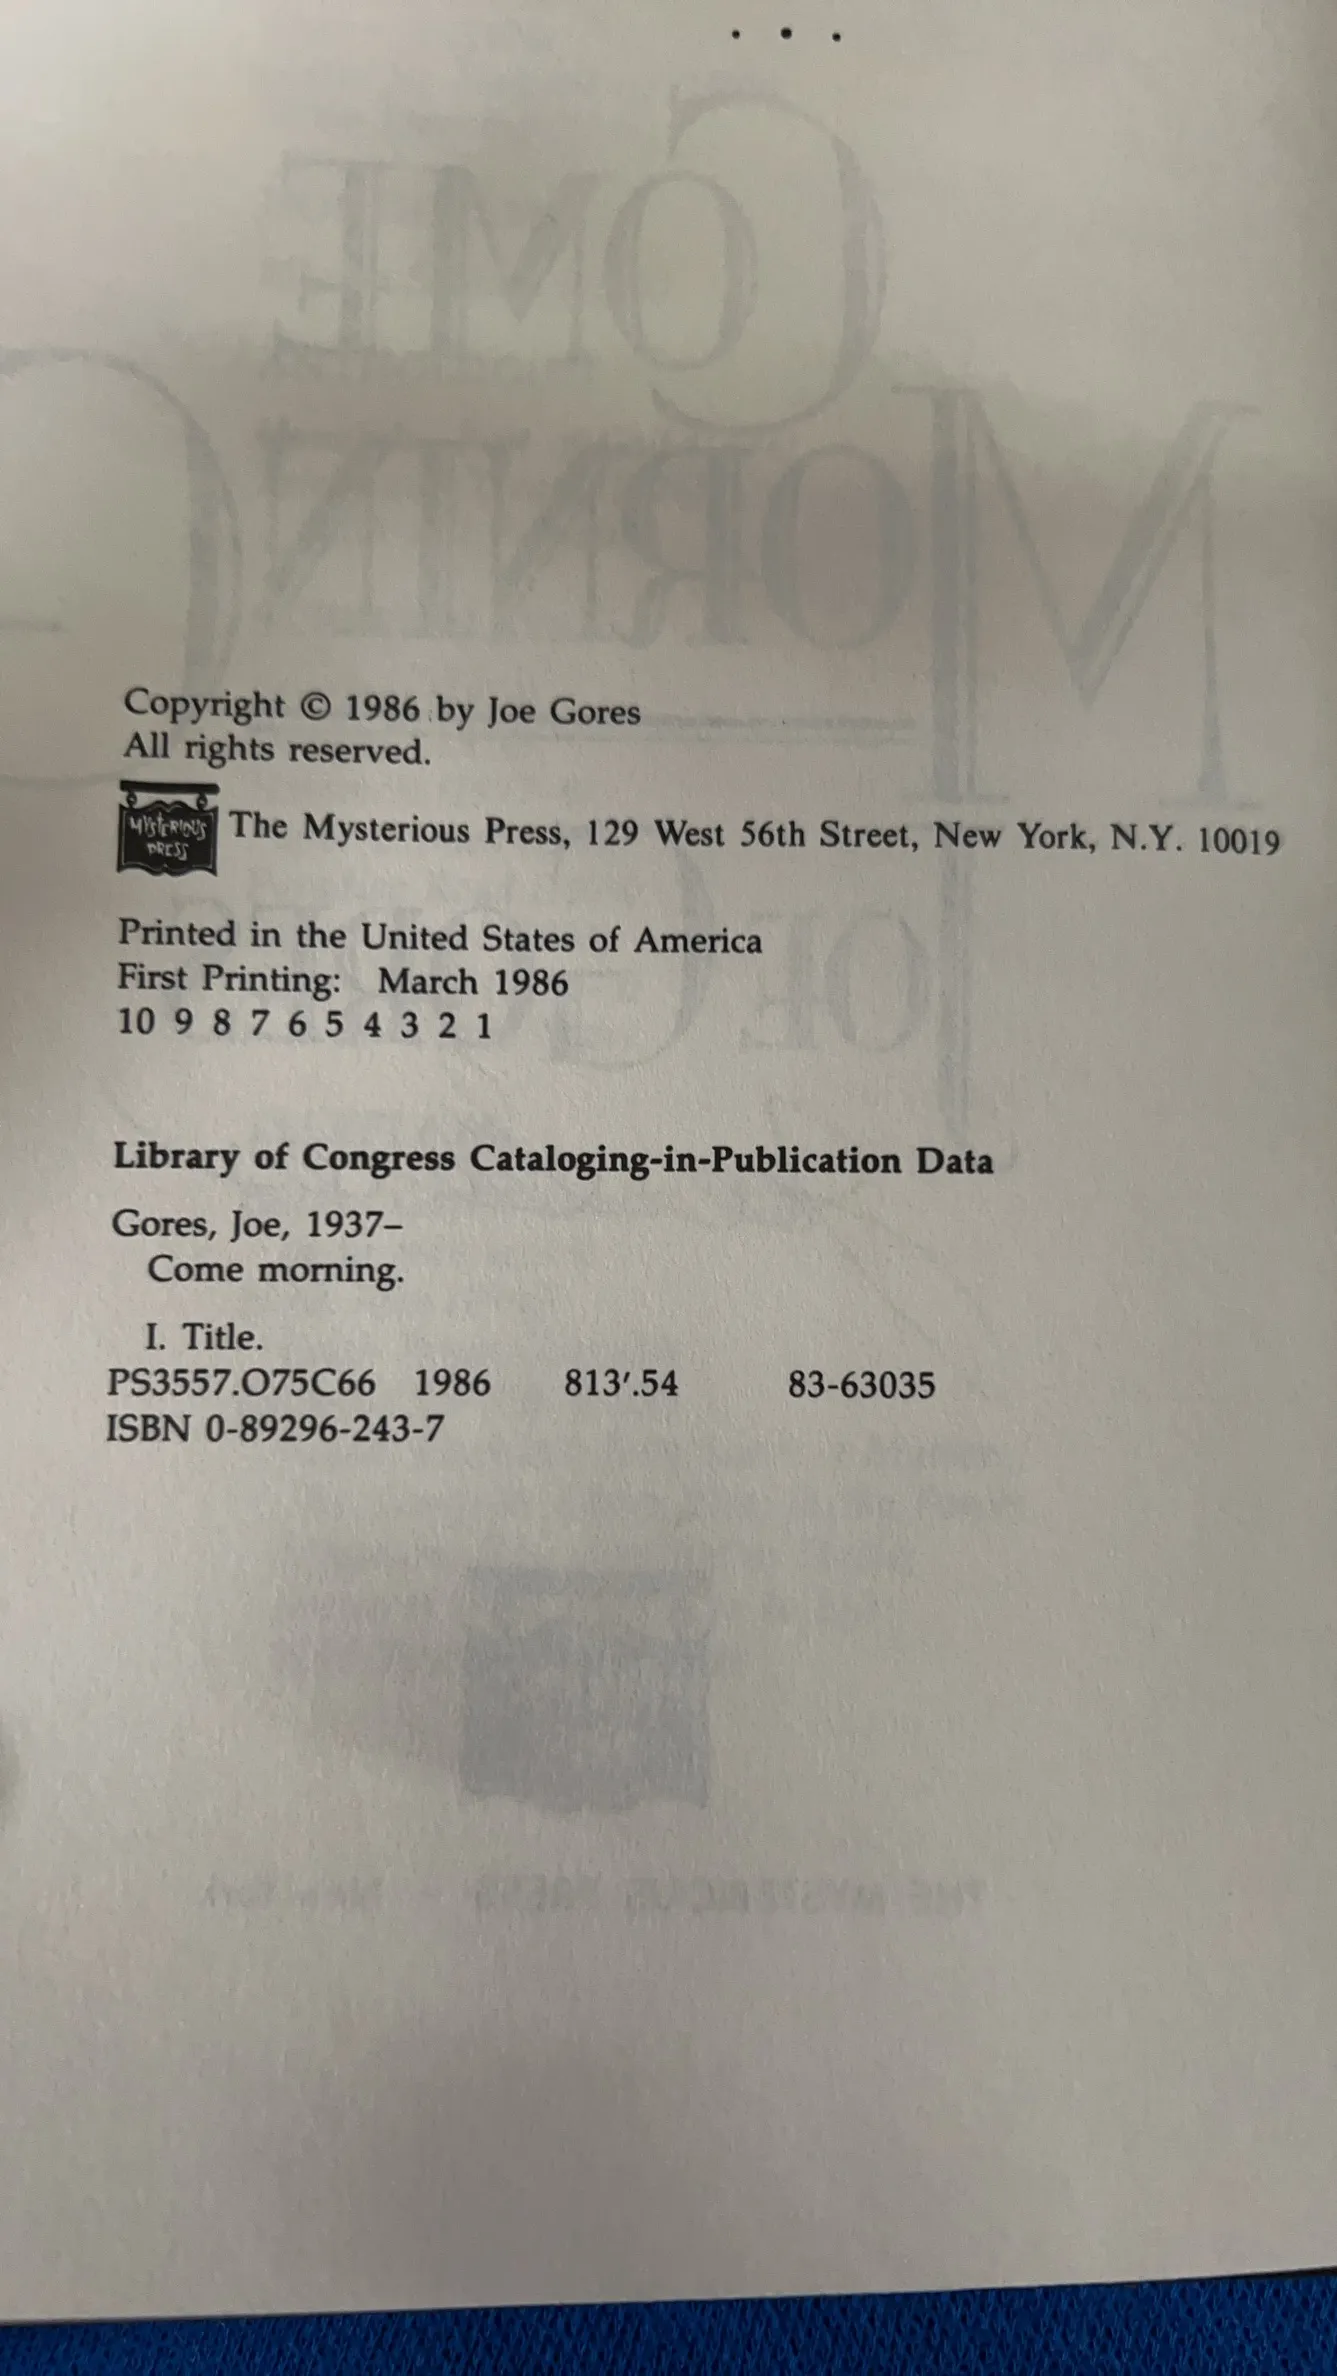 . . .
Copyright © 1986 by Joe Gores
All rights reserved.
MYSTERIOUS
PRESS
The Mysterious Press, 129 West 56th Street, New York, N.Y. 10019
Printed in the United States of America
First Printing: March 1986
10 9 8 7 6 5 4 3 2 1
Library of Congress Cataloging-in-Publication Data
Gores, Joe, 1937–
Come morning.
I. Title.
PS3557.O75C66 1986 813′.54 83-63035
ISBN 0-89296-243-7